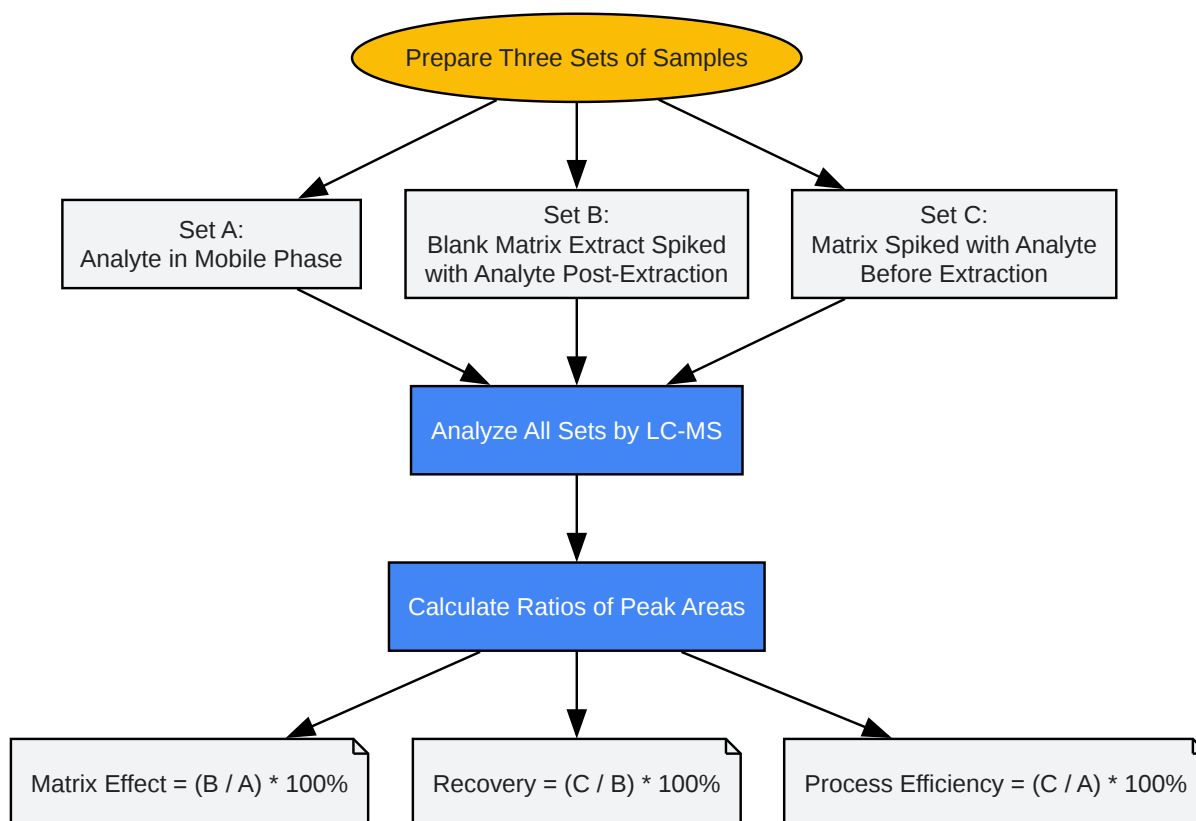 Prepare Three Sets of Samples
Set A:
Analyte in Mobile Phase
Set B:
Blank Matrix Extract Spiked
with Analyte Post-Extraction
Set C:
Matrix Spiked with Analyte
Before Extraction
Analyze All Sets by LC-MS
Calculate Ratios of Peak Areas
Matrix Effect = (B / A) * 100%
Recovery = (C / B) * 100%
Process Efficiency = (C / A) * 100%